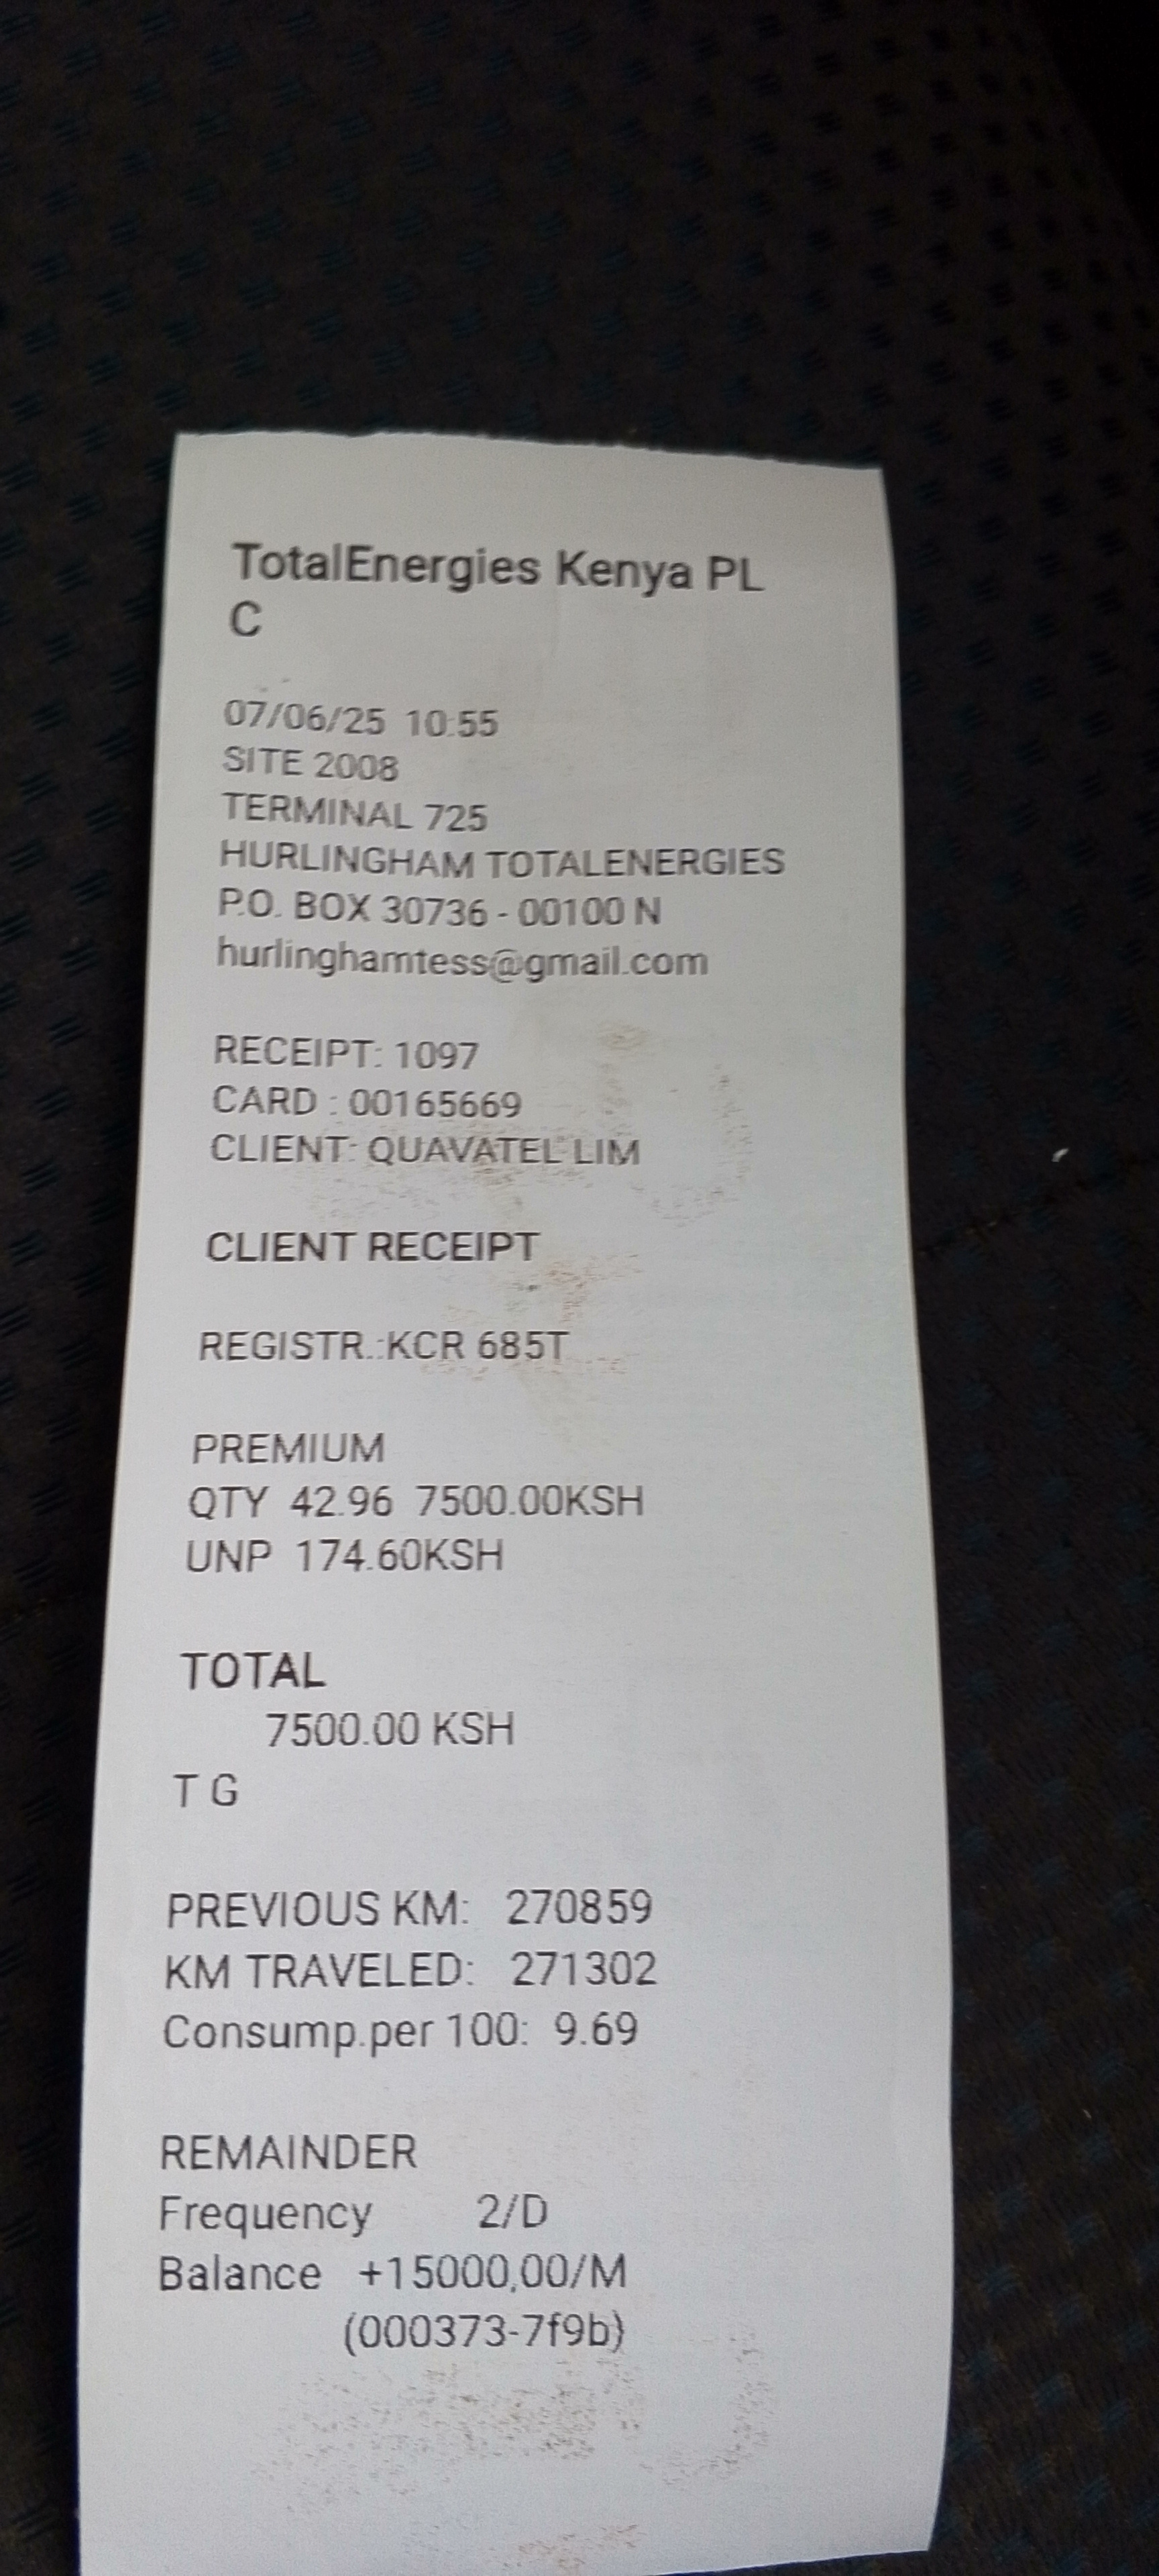 TotalEnergies Kenya PL
C
07/06/25 10:55
SITE 2008
TERMINAL 725
HURLINGHAM TOTALENERGIES
P.O. BOX 30736 - 00100 N
hurlinghamtess@gmail.com
RECEIPT: 1097
CARD : 00165669
CLIENT: QUAVATEL LIM
CLIENT RECEIPT
REGISTR.:KCR 685T
PREMIUM
QTY 42.96 7500.00KSH
UNP 174.60KSH
TOTAL
7500.00 KSH
T G
PREVIOUS KM: 270859
KM TRAVELED: 271302
Consump.per 100: 9.69
REMAINDER
Frequency 2/D
Balance +15000,00/M
(000373-7f9b)